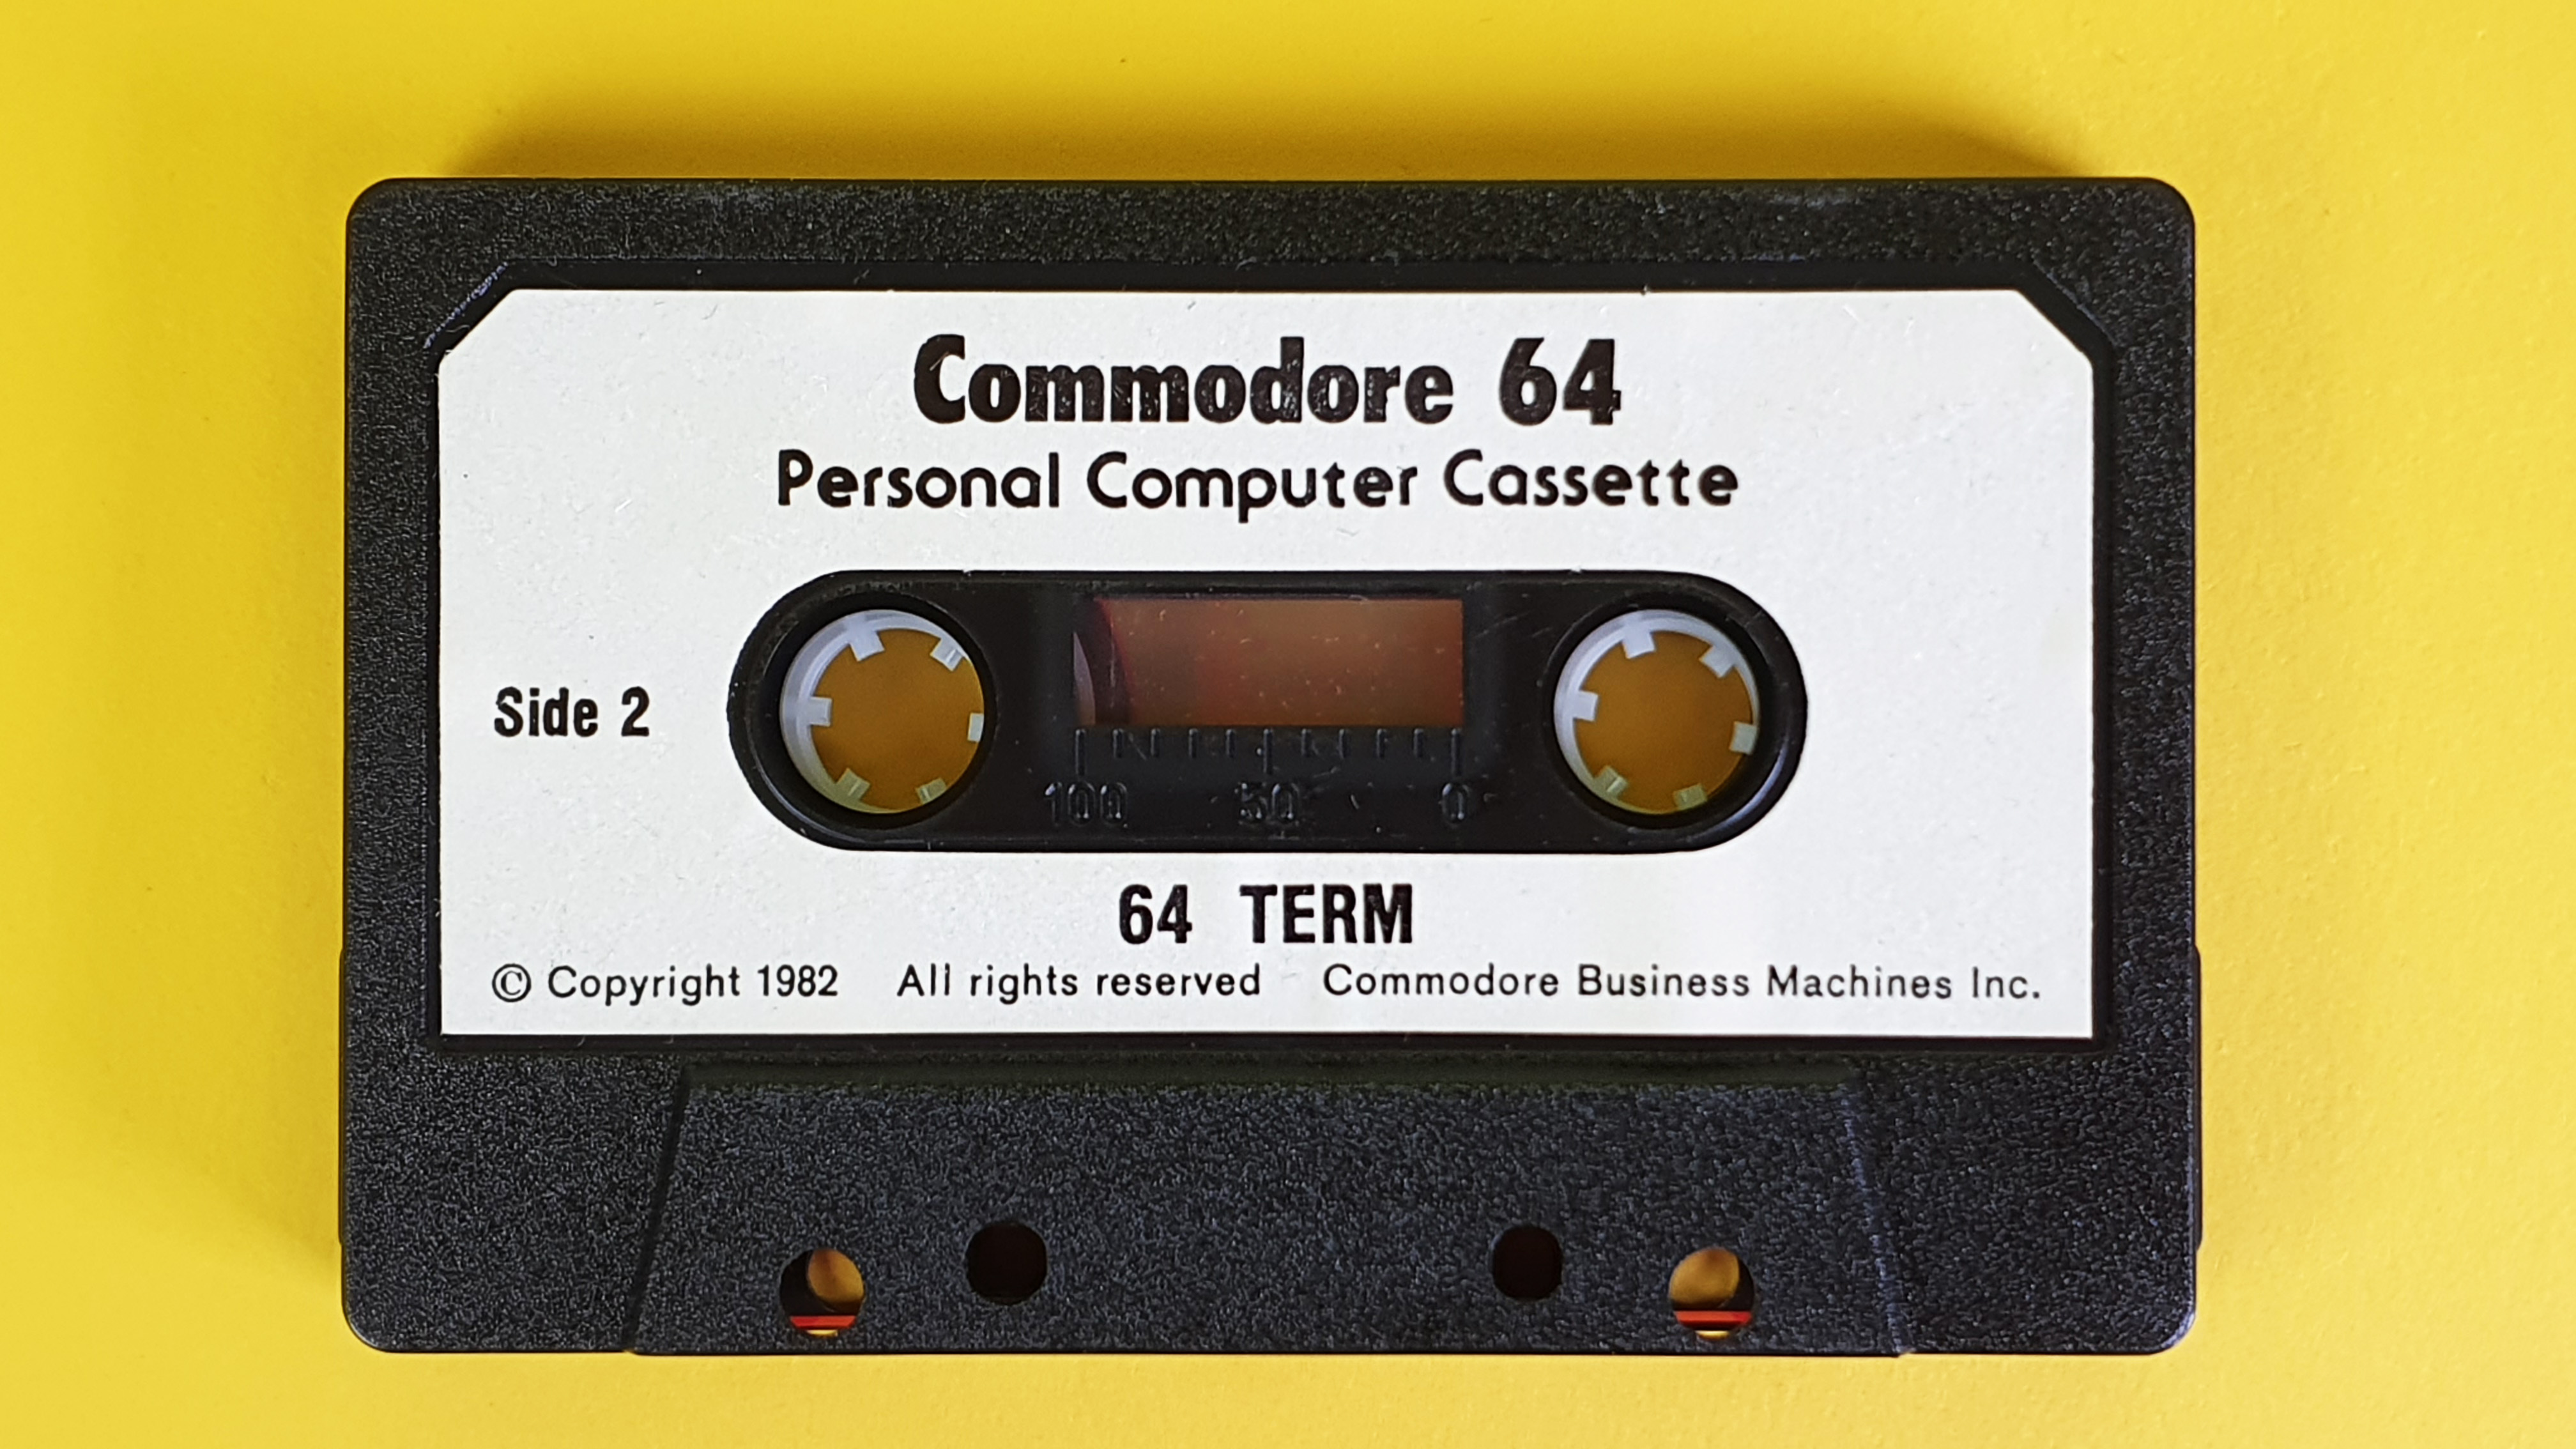 Commodore 64
Personal Computer Cassette
Side 2
100 50 0
64 TERM
© Copyright 1982 All rights reserved Commodore Business Machines Inc.